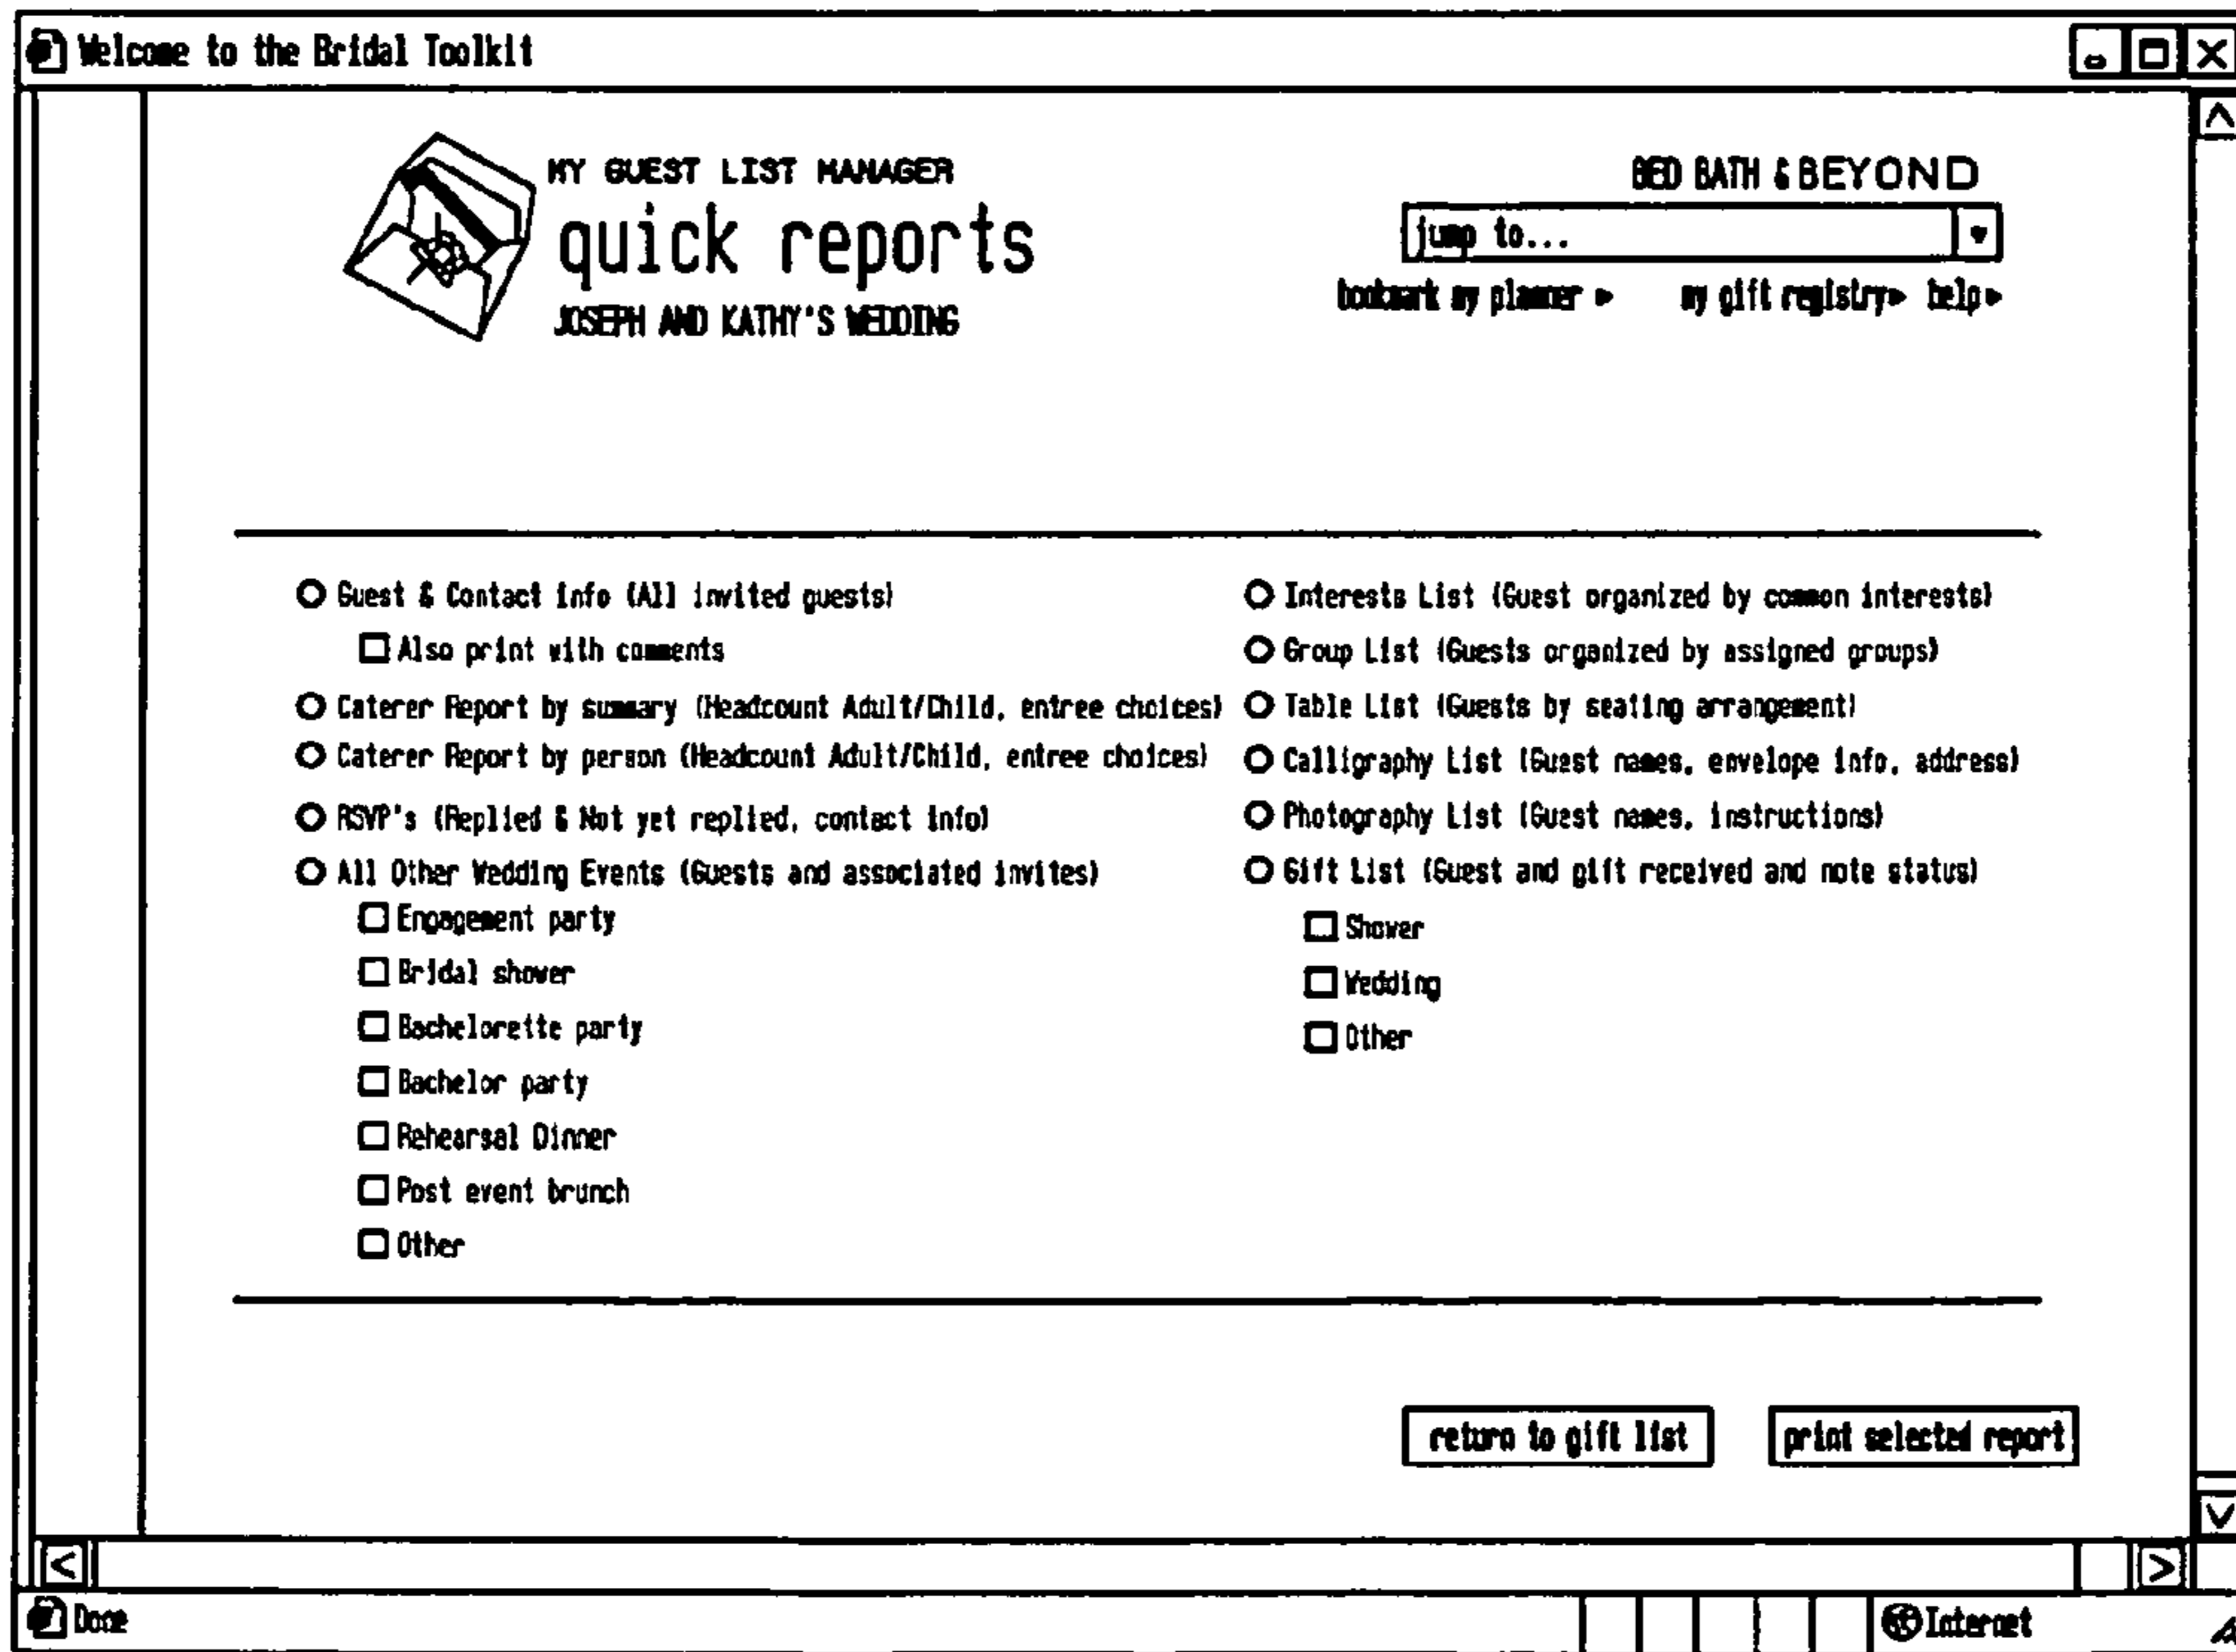 Welcome to the Bridal Toolkit
MY GUEST LIST MANAGER
quick reports
JOSEPH AND KATHY'S WEDDING
BED BATH & BEYOND
jump to...
bookmark my planner my gift registry help
Guest & Contact info (All invited guests)
Also print with comments
Caterer Report by summary (Headcount Adult/Child, entree choices)
Caterer Report by person (Headcount Adult/Child, entree choices)
RSVP's (Replied & Not yet replied, contact info)
All Other Wedding Events (Guests and associated invites)
Engagement party
Bridal shower
Bachelorette party
Bachelor party
Rehearsal Dinner
Post event brunch
Other
Interests List (Guest organized by common interests)
Group List (Guests organized by assigned groups)
Table List (Guests by seating arrangement)
Calligraphy List (Guest names, envelope info, address)
Photography List (Guest names, instructions)
Gift List (Guest and gift received and note status)
Shower
Wedding
Other
return to gift list
print selected report
Done
Internet